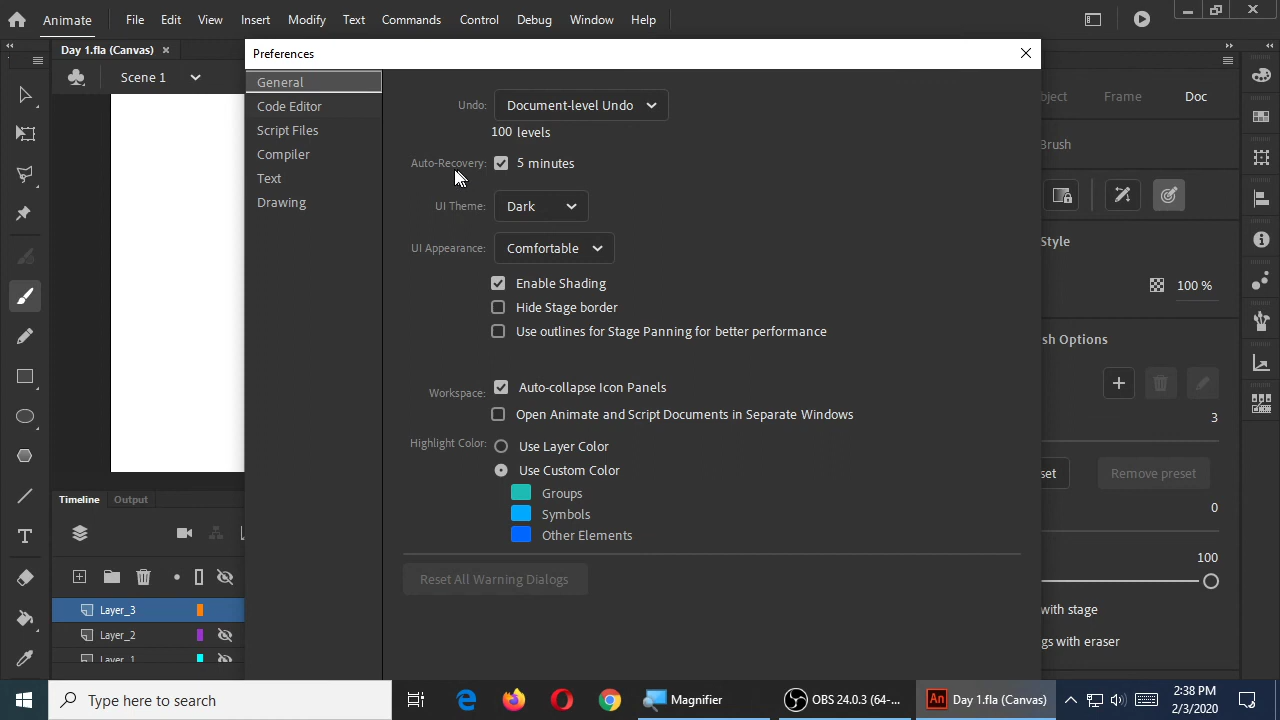 Animate File Edit View Insert Modify Text Commands Control Debug Window Help
Day 1.fla (Canvas)
Scene 1
Preferences
General
Code Editor
Script Files
Compiler
Text
Drawing
Undo: Document-level Undo
100 levels
Auto-Recovery: 5 minutes
UI Theme: Dark
UI Appearance: Comfortable
Enable Shading
Hide Stage border
Use outlines for Stage Panning for better performance
Workspace: Auto-collapse Icon Panels
Open Animate and Script Documents in Separate Windows
Highlight Color: Use Layer Color
Use Custom Color
Groups
Symbols
Other Elements
Reset All Warning Dialogs
bject Frame Doc
Brush
Style
100 %
sh Options
3
set Remove preset
0
100
with stage
gs with eraser
Timeline Output
Layer_3
Layer_2
Layer_1
Type here to search
Magnifier
OBS 24.0.3 (64-...
An Day 1.fla (Canvas)
2:38 PM
2/3/2020